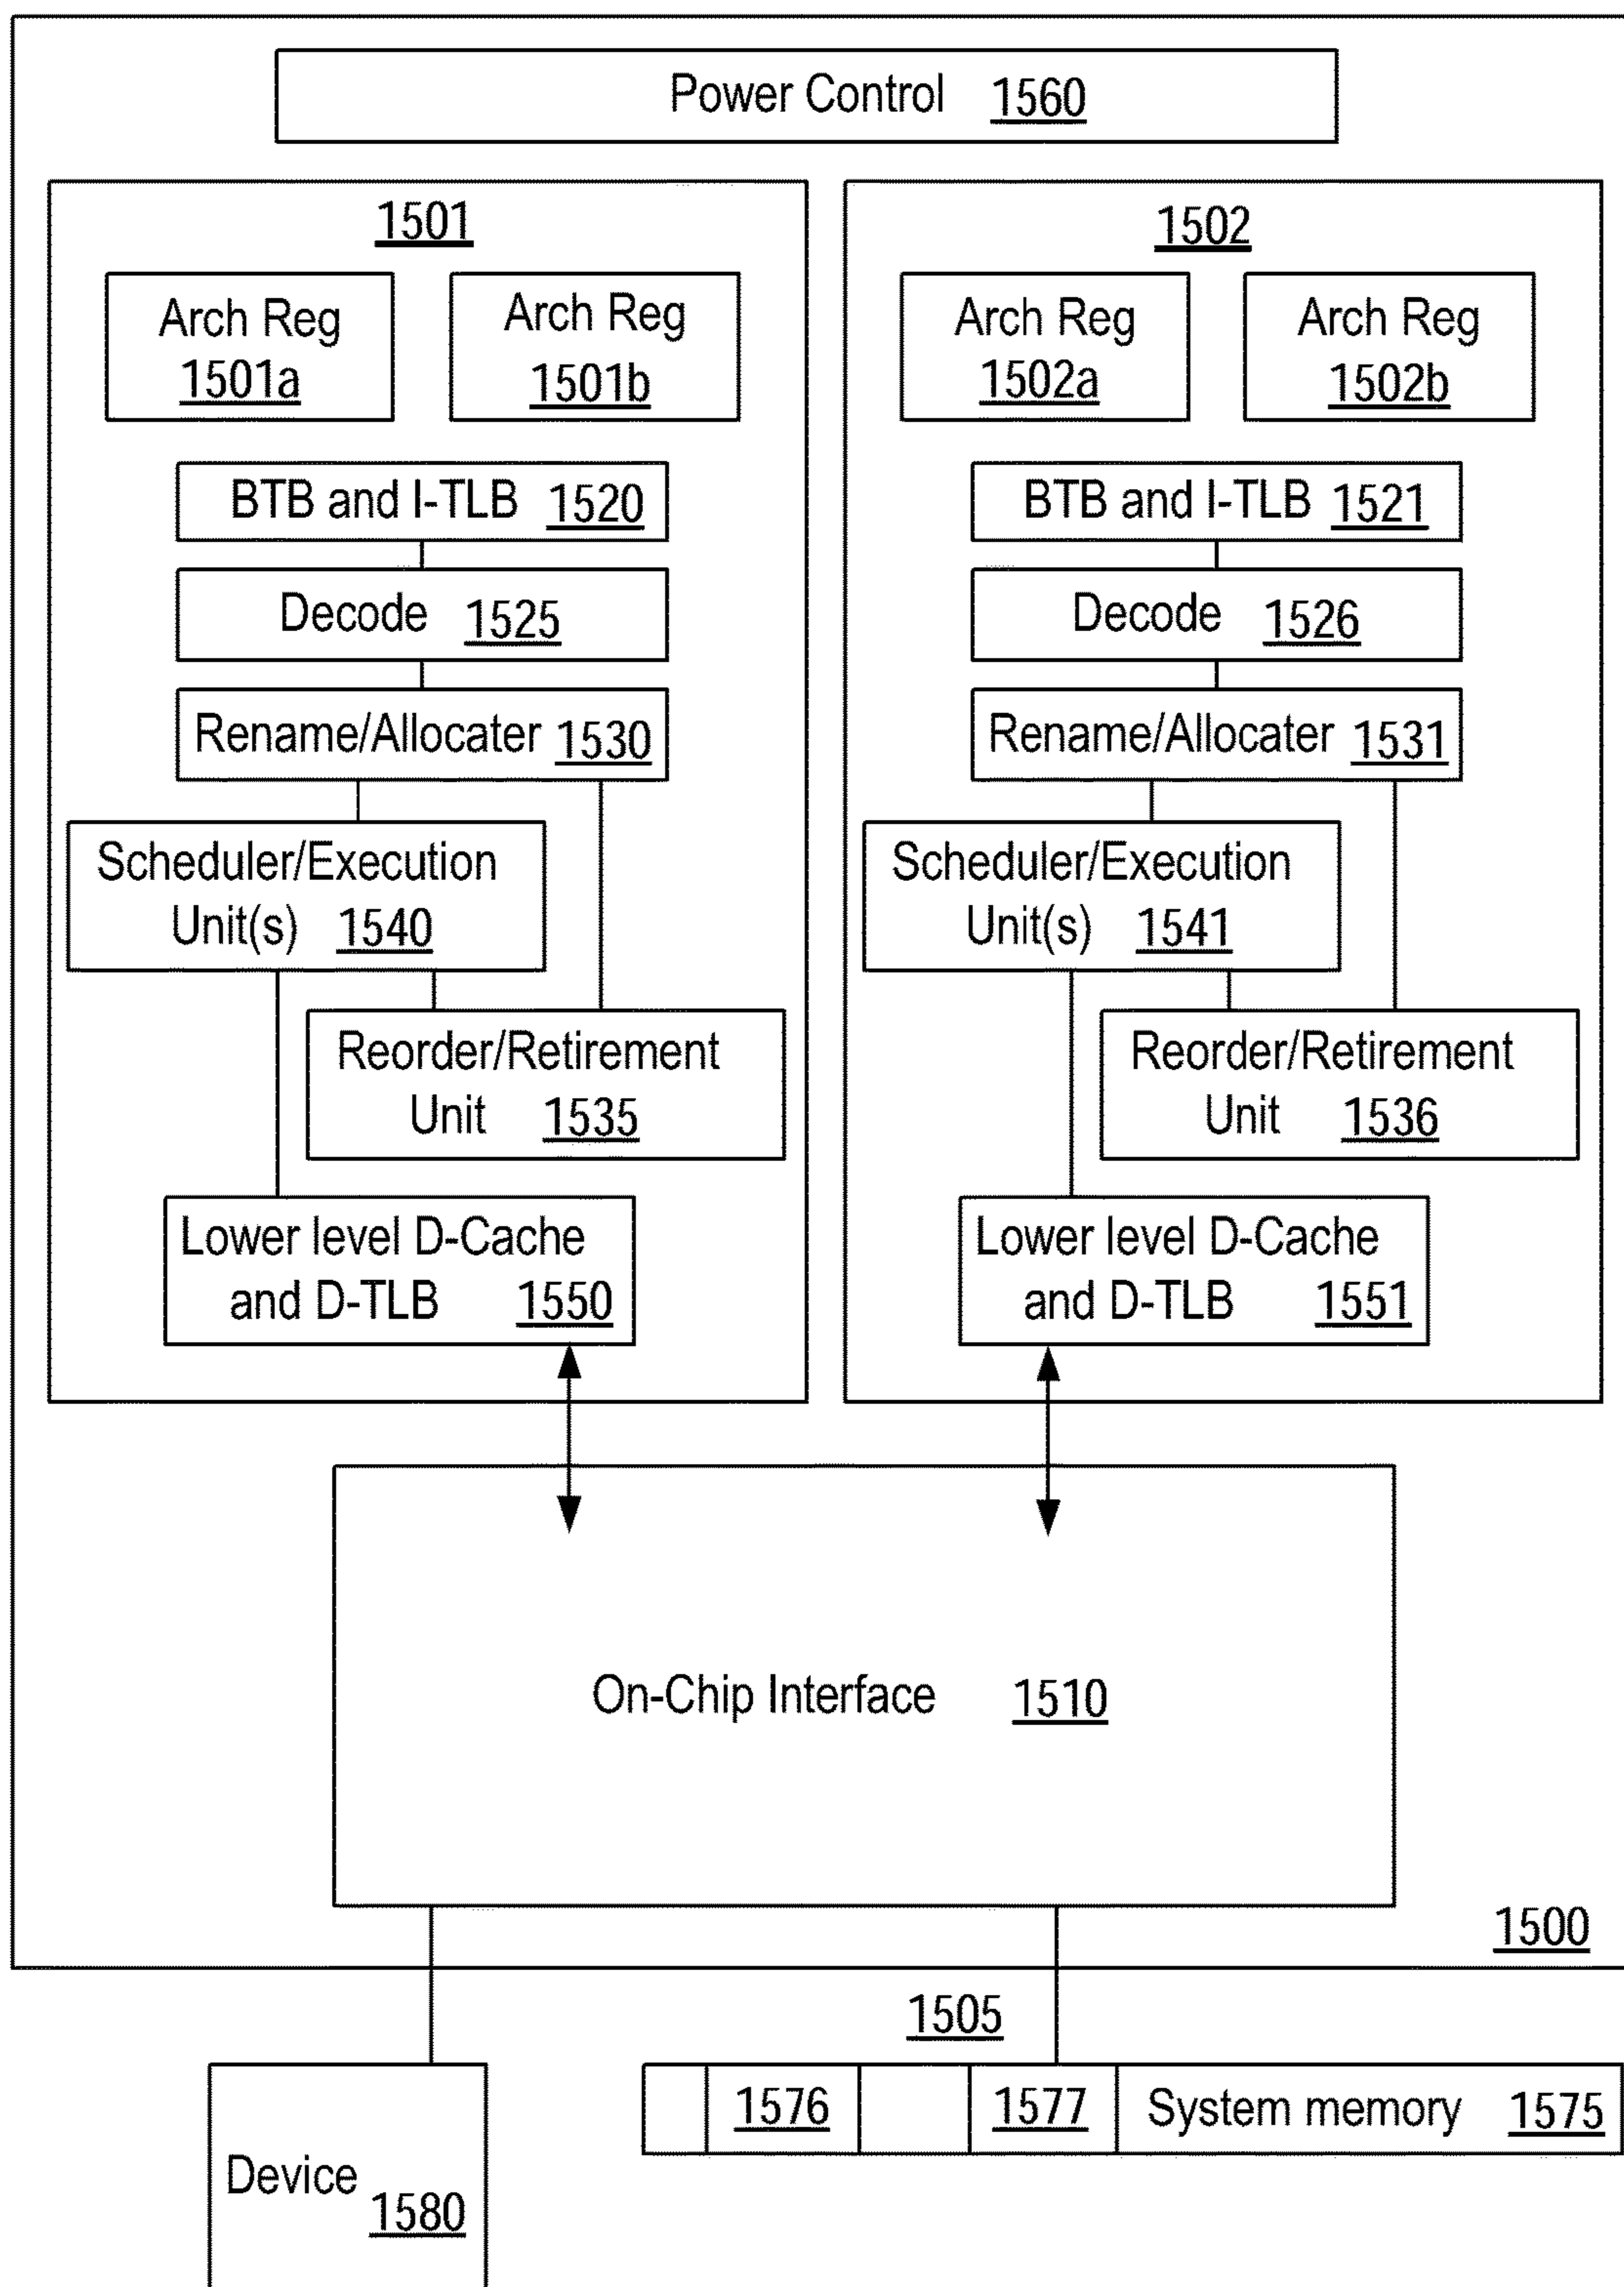 Power Control 1560
1501
Arch Reg
1501a
Arch Reg
1501b
BTB and I-TLB 1520
Decode 1525
Rename/Allocater 1530
Scheduler/Execution
Unit(s) 1540
Reorder/Retirement
Unit 1535
Lower level D-Cache
and D-TLB 1550
1502
Arch Reg
1502a
Arch Reg
1502b
BTB and I-TLB 1521
Decode 1526
Rename/Allocater 1531
Scheduler/Execution
Unit(s) 1541
Reorder/Retirement
Unit 1536
Lower level D-Cache
and D-TLB 1551
On-Chip Interface 1510
1500
1505
1576
1577
System memory 1575
Device 1580